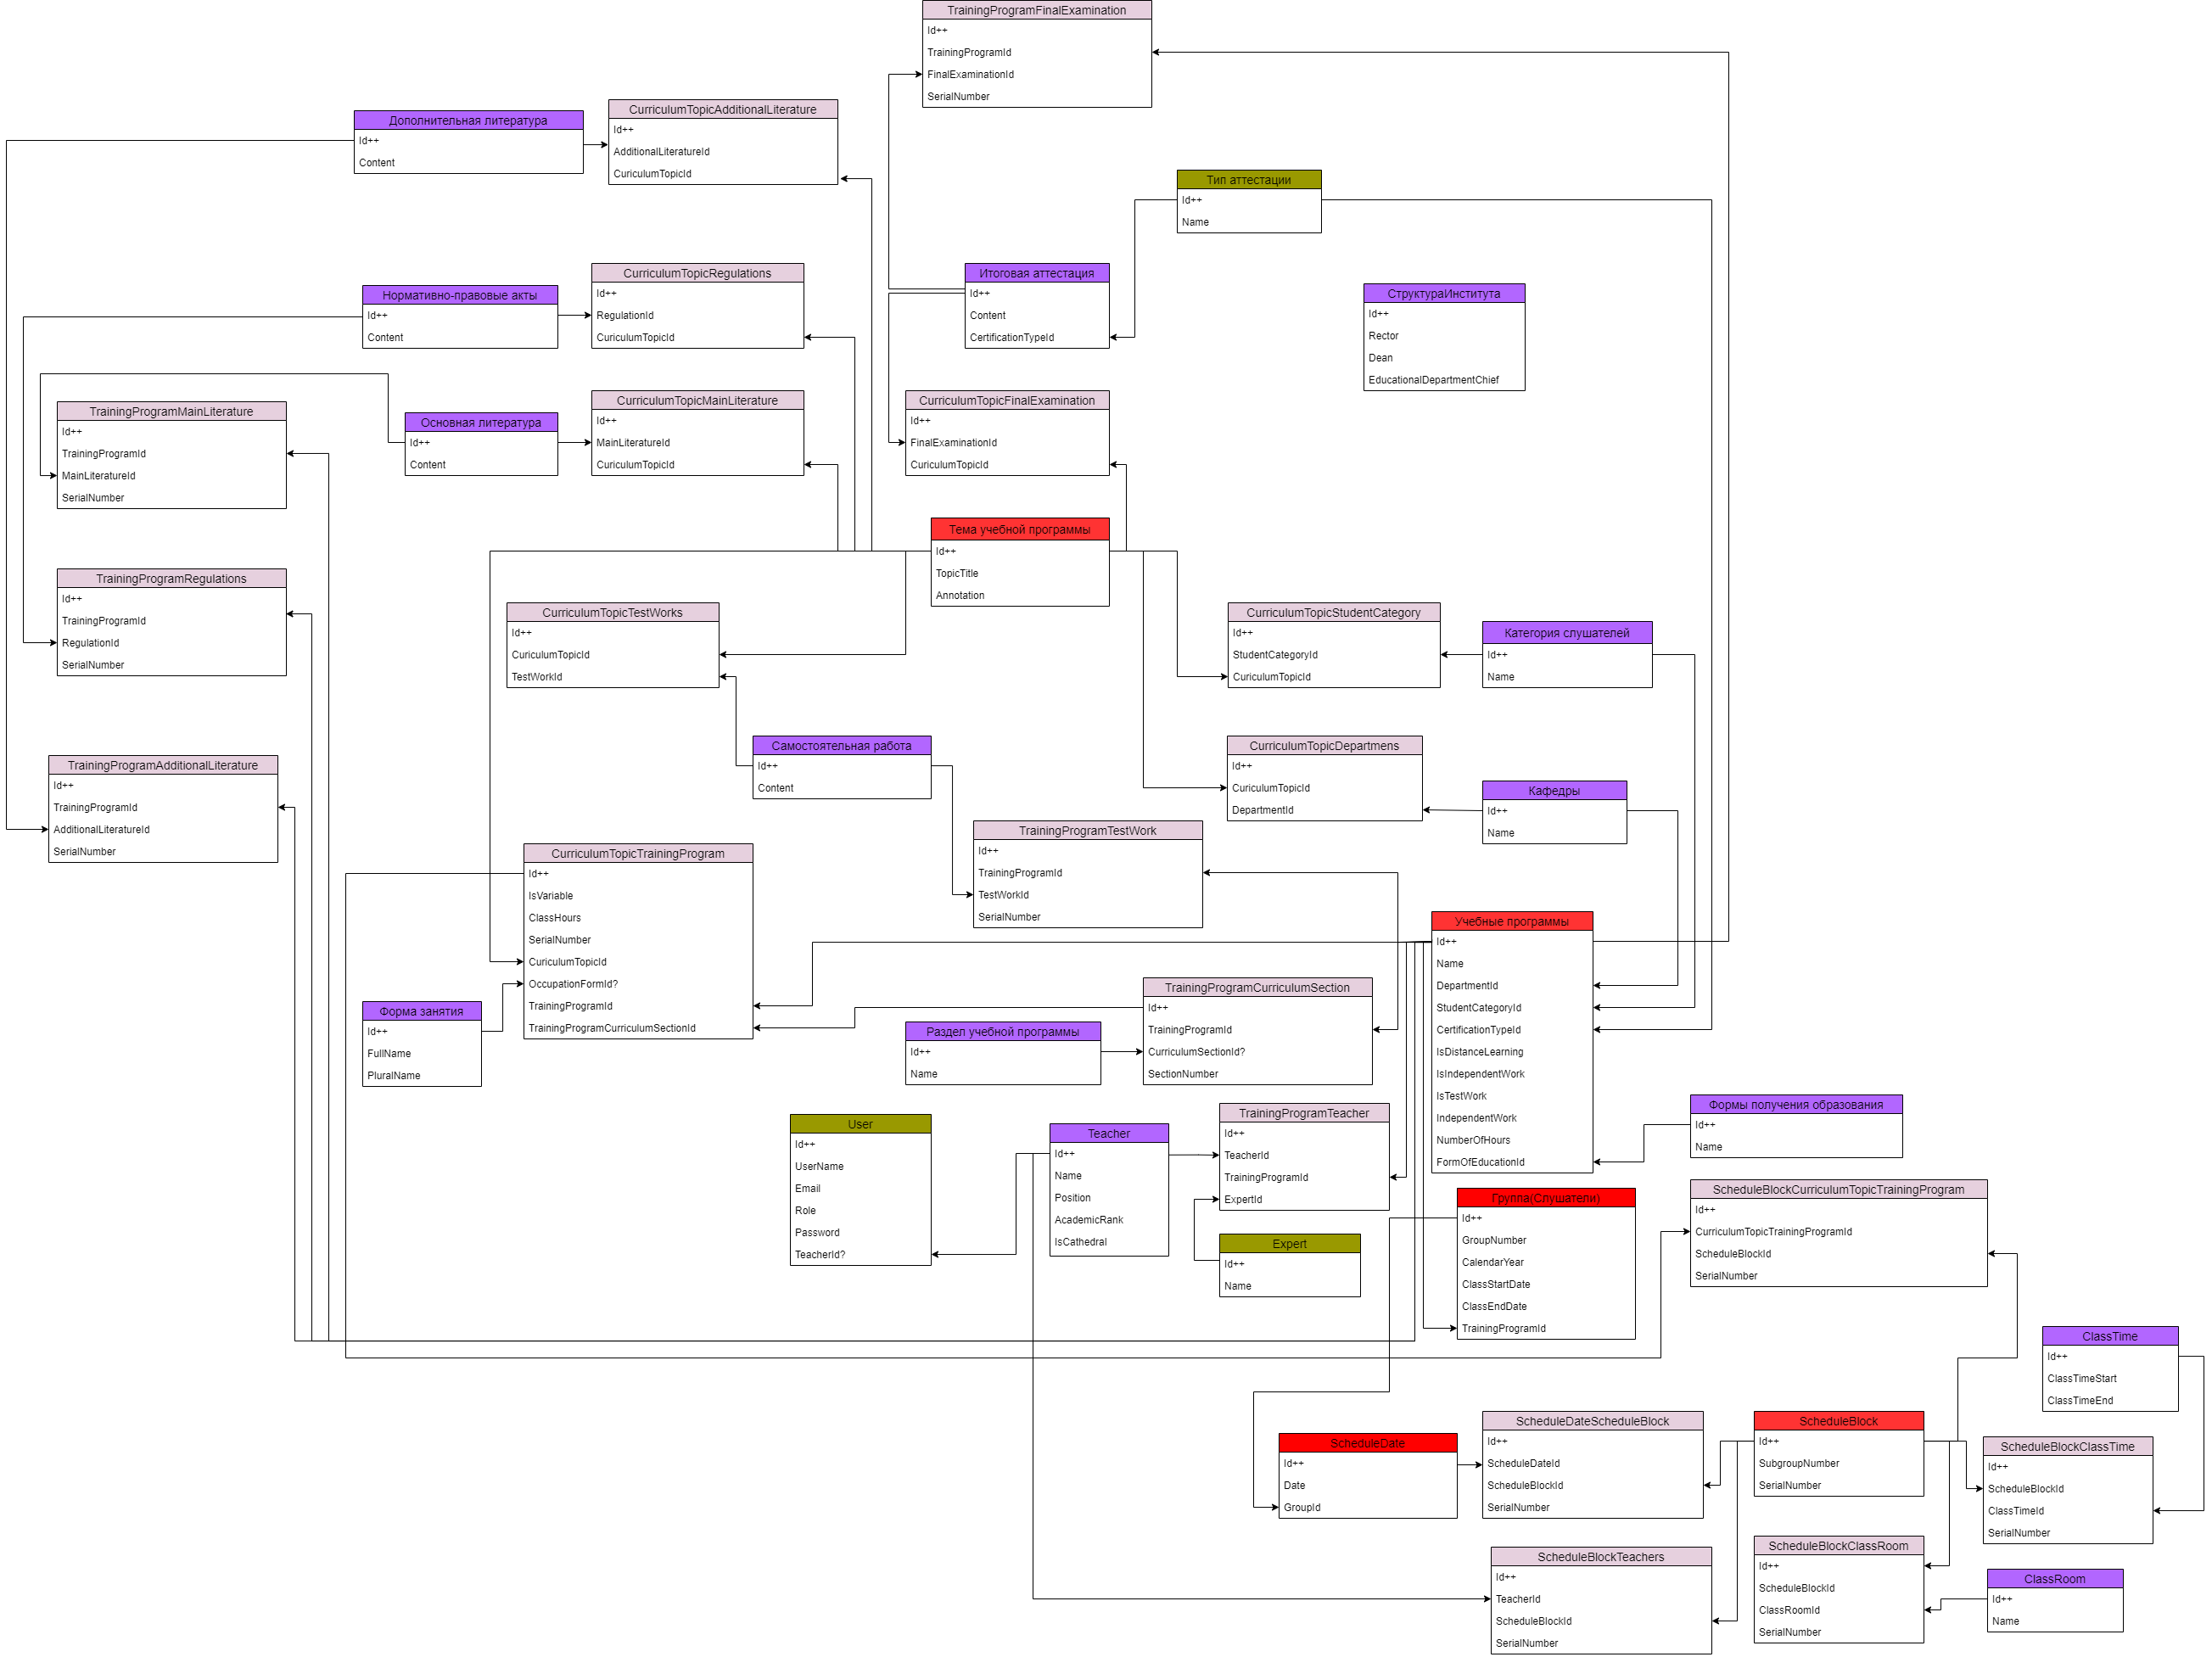 TrainingProgramFinalExamination
Id++
TrainingProgramId
FinalExaminationId
SerialNumber
Дополнительная литература
Id++
Content
CurriculumTopicAdditionalLiterature
Id++
AdditionalLiteratureId
CuriculumTopicId
Тип аттестации
Id++
Name
Нормативно-правовые акты
Id++
Content
CurriculumTopicRegulations
Id++
RegulationId
CuriculumTopicId
Итоговая аттестация
Id++
Content
CertificationTypeId
СтруктураИнститута
Id++
Rector
Dean
EducationalDepartmentChief
TrainingProgramMainLiterature
Id++
TrainingProgramId
MainLiteratureId
SerialNumber
Основная литература
Id++
Content
CurriculumTopicMainLiterature
Id++
MainLiteratureId
CuriculumTopicId
CurriculumTopicFinalExamination
Id++
FinalExaminationId
CuriculumTopicId
Тема учебной программы
Id++
TopicTitle
Annotation
TrainingProgramRegulations
Id++
TrainingProgramId
RegulationId
SerialNumber
CurriculumTopicTestWorks
Id++
CuriculumTopicId
TestWorkId
CurriculumTopicStudentCategory
Id++
StudentCategoryId
CuriculumTopicId
Категория слушателей
Id++
Name
TrainingProgramAdditionalLiterature
Id++
TrainingProgramId
AdditionalLiteratureId
SerialNumber
Самостоятельная работа
Id++
Content
CurriculumTopicDepartmens
Id++
CuriculumTopicId
DepartmentId
Кафедры
Id++
Name
CurriculumTopicTrainingProgram
Id++
IsVariable
ClassHours
SerialNumber
CuriculumTopicId
OccupationFormId?
TrainingProgramId
TrainingProgramCurriculumSectionId
TrainingProgramTestWork
Id++
TrainingProgramId
TestWorkId
SerialNumber
Учебные программы
Id++
Name
DepartmentId
StudentCategoryId
CertificationTypeId
IsDistanceLearning
IsIndependentWork
IsTestWork
IndependentWork
NumberOfHours
FormOfEducationId
Форма занятия
Id++
FullName
PluralName
Раздел учебной программы
Id++
Name
TrainingProgramCurriculumSection
Id++
TrainingProgramId
CurriculumSectionId?
SectionNumber
User
Id++
UserName
Email
Role
Password
TeacherId?
Teacher
Id++
Name
Position
AcademicRank
IsCathedral
TrainingProgramTeacher
Id++
TeacherId
TrainingProgramId
ExpertId
Expert
Id++
Name
Формы получения образования
Id++
Name
Группа(Слушатели)
Id++
GroupNumber
CalendarYear
ClassStartDate
ClassEndDate
TrainingProgramId
ScheduleBlockCurriculumTopicTrainingProgram
Id++
CurriculumTopicTrainingProgramId
ScheduleBlockId
SerialNumber
ClassTime
Id++
ClassTimeStart
ClassTimeEnd
ScheduleDate
Id++
Date
GroupId
ScheduleDateScheduleBlock
Id++
ScheduleDateId
ScheduleBlockId
SerialNumber
ScheduleBlock
Id++
SubgroupNumber
SerialNumber
ScheduleBlockClassTime
Id++
ScheduleBlockId
ClassTimeId
SerialNumber
ScheduleBlockTeachers
Id++
TeacherId
ScheduleBlockId
SerialNumber
ScheduleBlockClassRoom
Id++
ScheduleBlockId
ClassRoomId
SerialNumber
ClassRoom
Id++
Name